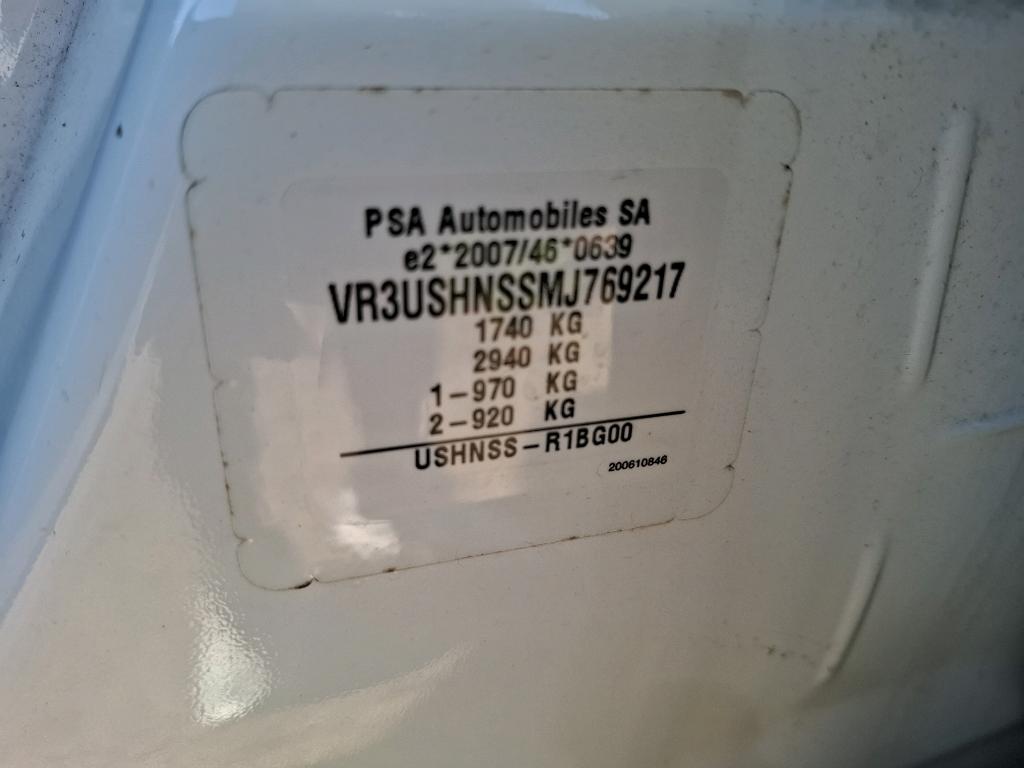 PSA Automobiles SA
e2*2007/46*0639
VR3USHNSSMJ769217
1740 KG
2940 KG
1-970 KG
2-920 KG
USHNSS-R1BG00
200610846